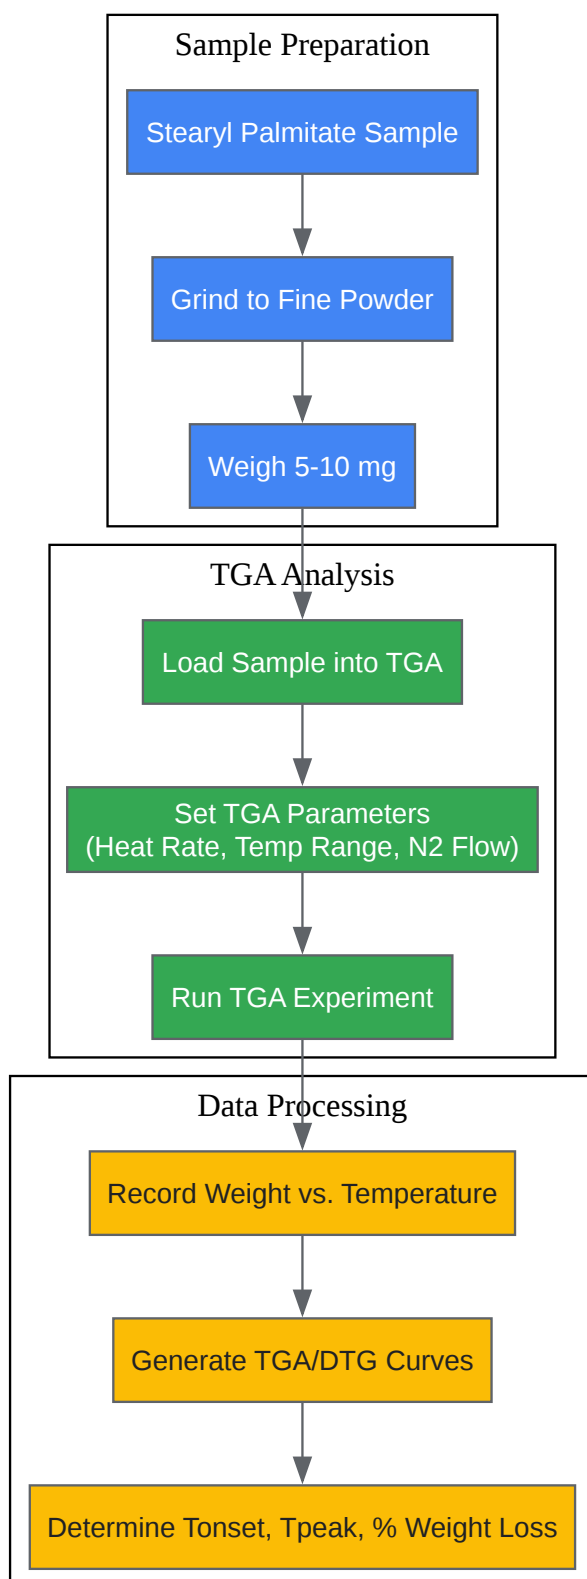 Sample Preparation
Stearyl Palmitate Sample
Grind to Fine Powder
Weigh 5-10 mg
TGA Analysis
Load Sample into TGA
Set TGA Parameters
(Heat Rate, Temp Range, N2 Flow)
Run TGA Experiment
Data Processing
Record Weight vs. Temperature
Generate TGA/DTG Curves
Determine Tonset, Tpeak, % Weight Loss